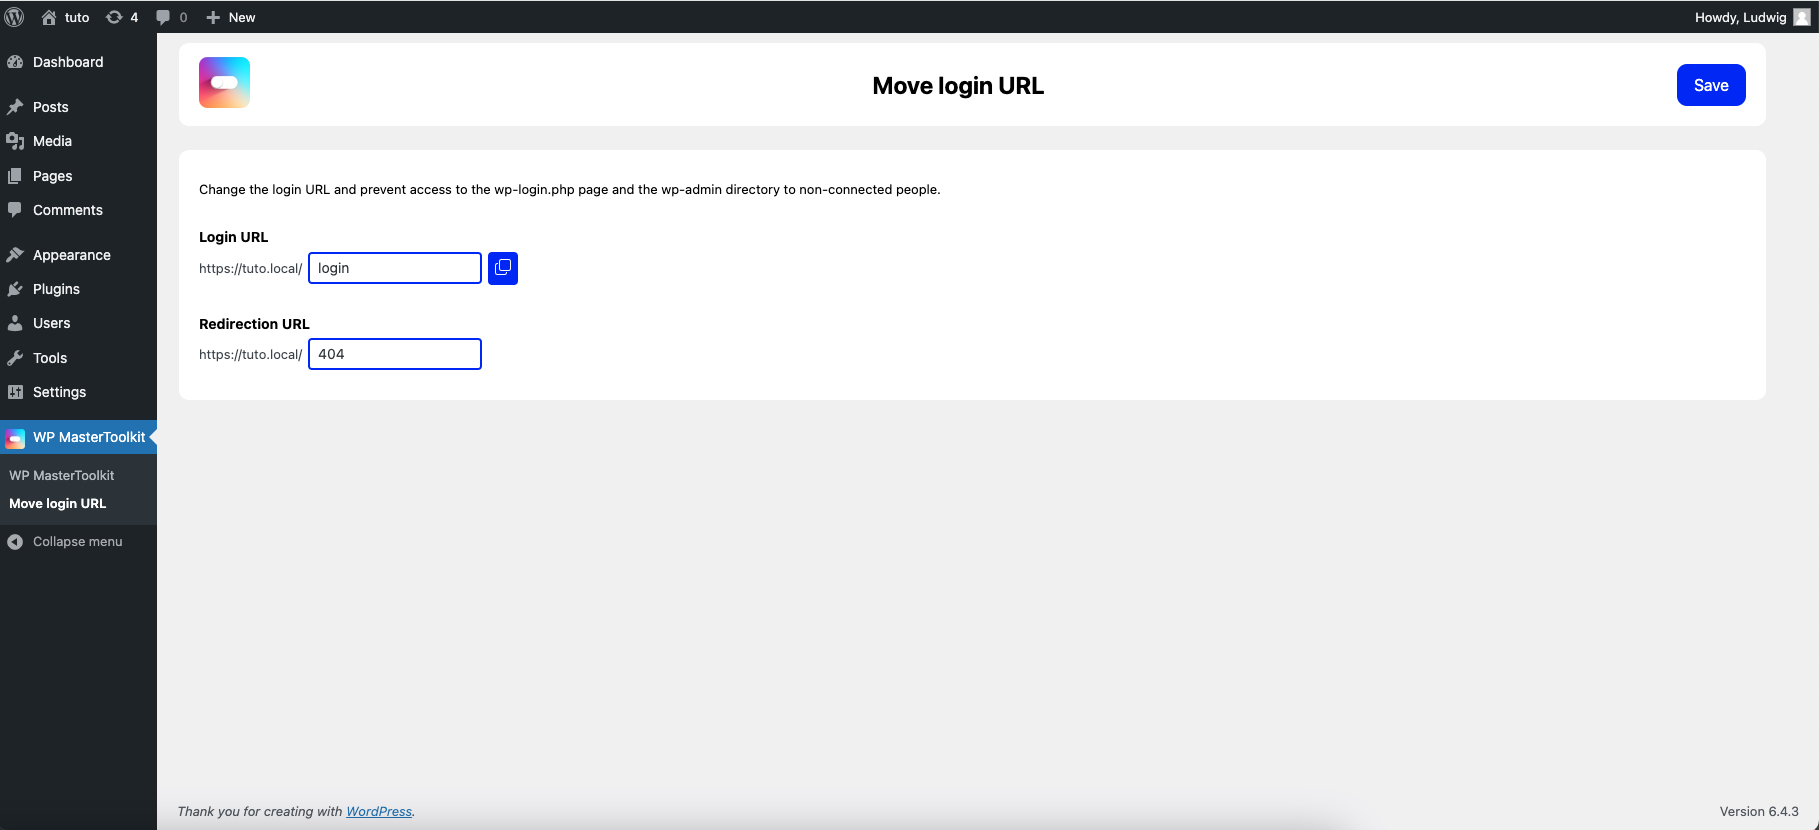 tuto 4 0 New Howdy, Ludwig
Dashboard
Posts
Media
Pages
Comments
Appearance
Plugins
Users
Tools
Settings
WP MasterToolkit
WP MasterToolkit
Move login URL
Collapse menu
Move login URL
Save
Change the login URL and prevent access to the wp-login.php page and the wp-admin directory to non-connected people.
Login URL
https://tuto.local/ login
Redirection URL
https://tuto.local/ 404
Thank you for creating with WordPress.
Version 6.4.3